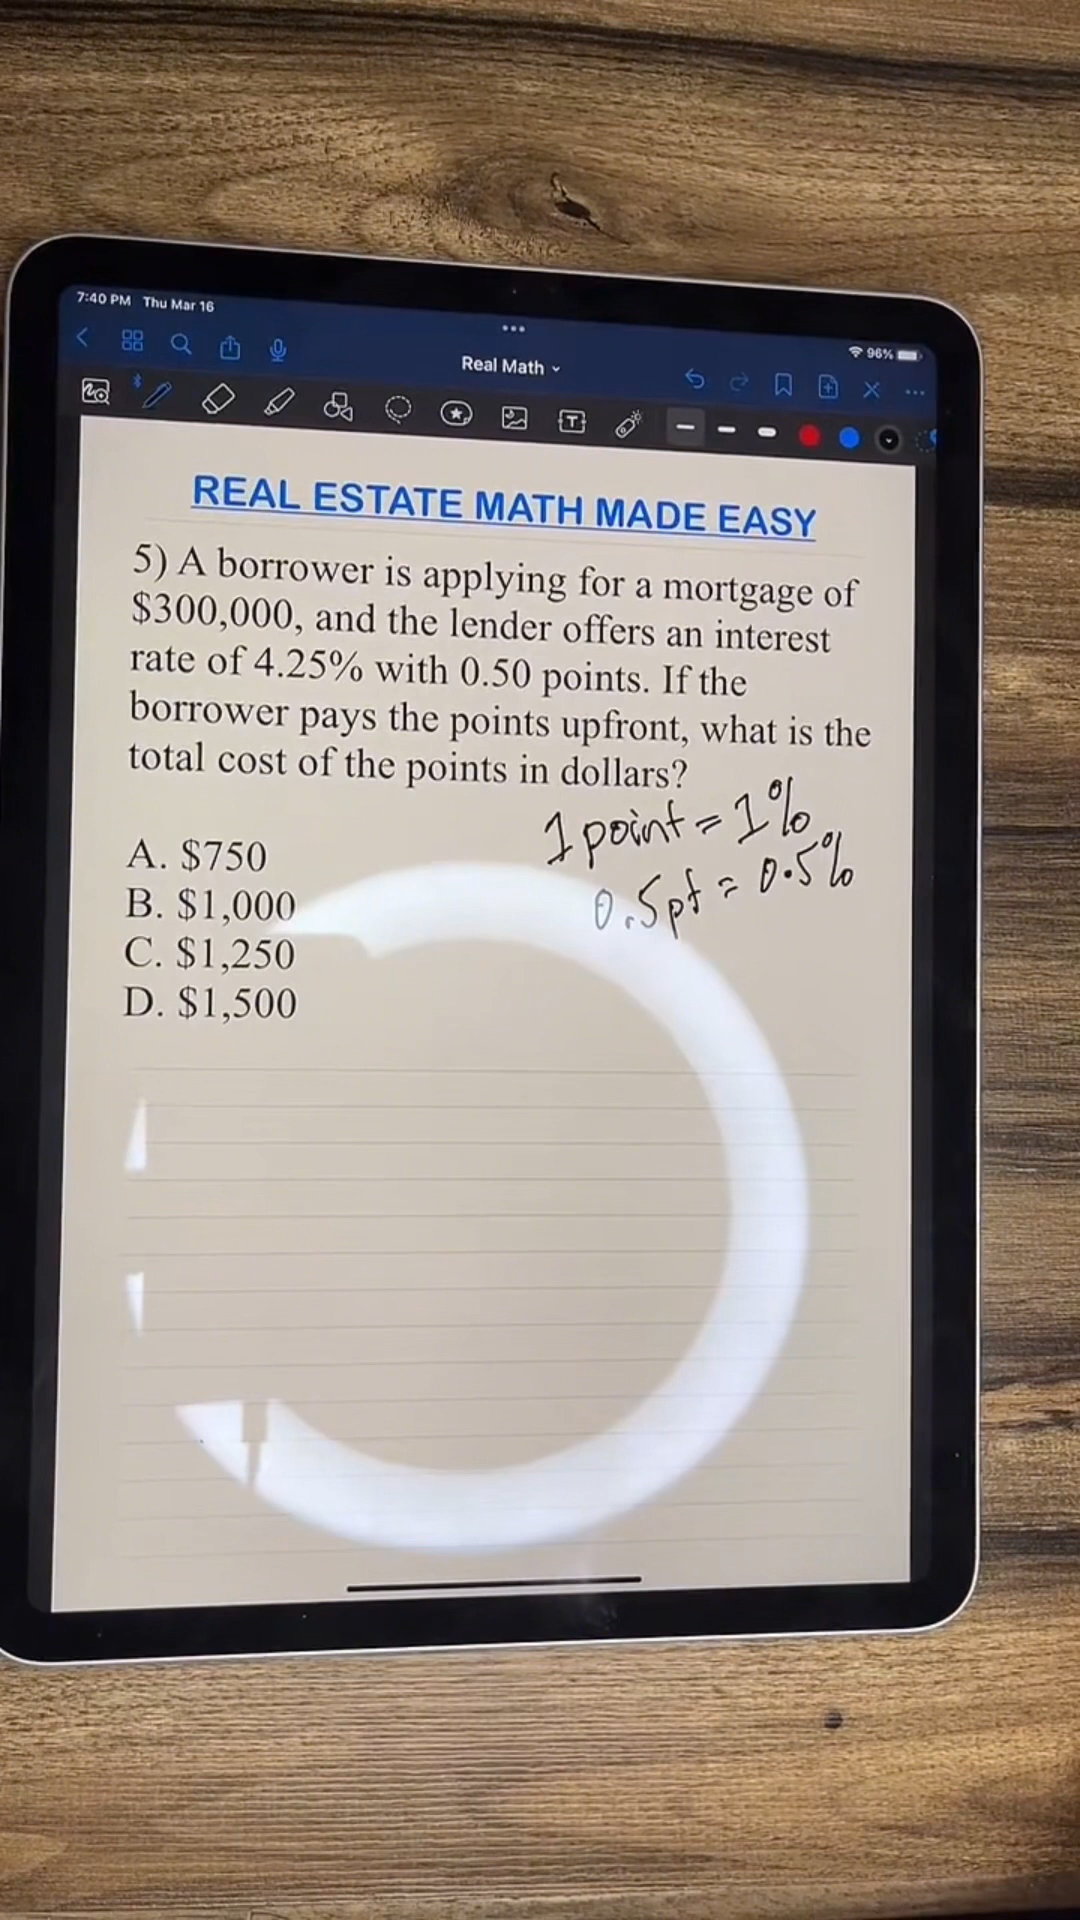 7:40 PM Thu Mar 16
96%
Real Math
REAL ESTATE MATH MADE EASY
5) A borrower is applying for a mortgage of
$300,000, and the lender offers an interest
rate of 4.25% with 0.50 points. If the
borrower pays the points upfront, what is the
total cost of the points in dollars?
1 point = 1%
0.5pt = 0.5%
A. $750
B. $1,000
C. $1,250
D. $1,500